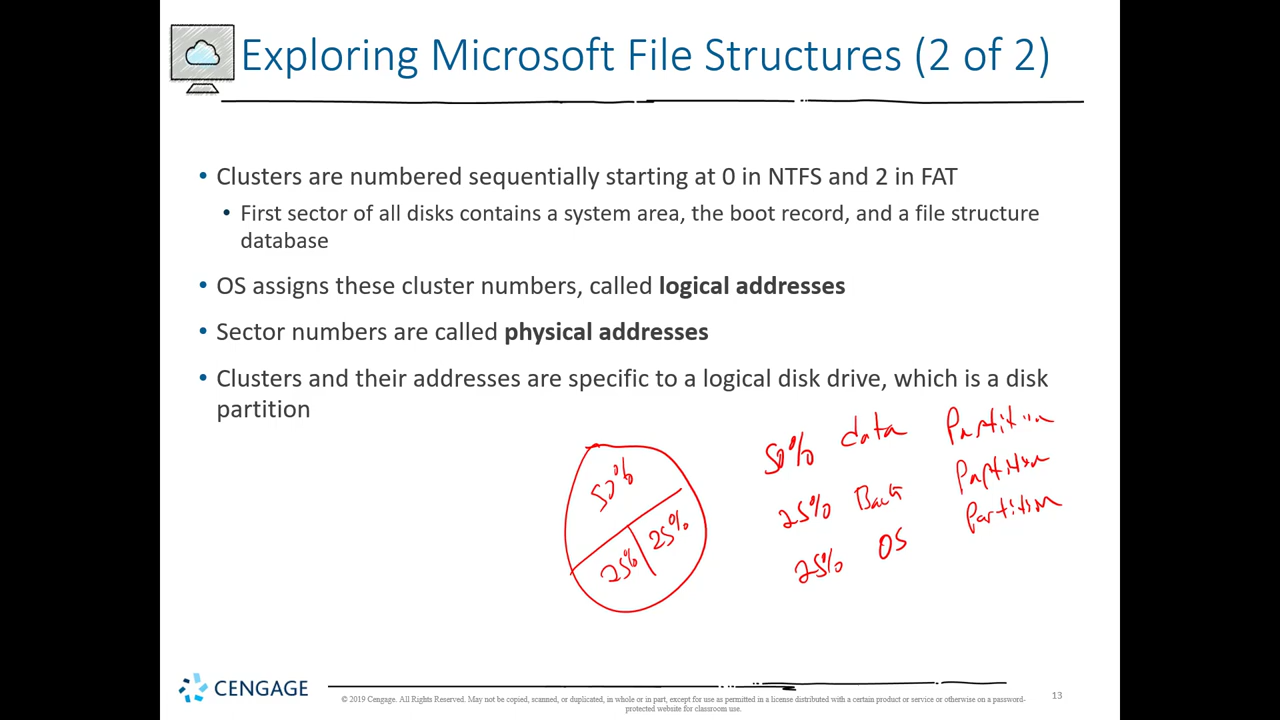 Exploring Microsoft File Structures (2 of 2)
• Clusters are numbered sequentially starting at 0 in NTFS and 2 in FAT
• First sector of all disks contains a system area, the boot record, and a file structure
database
• OS assigns these cluster numbers, called logical addresses
• Sector numbers are called physical addresses
• Clusters and their addresses are specific to a logical disk drive, which is a disk
partition
50%
25%
25%
50% data Partition
25% Partition
25% OS Partition
CENGAGE
© 2019 Cengage. All Rights Reserved. May not be copied, scanned, or duplicated, in whole or in part, except for use as permitted in a license distributed with a certain product or service or otherwise on a password-
protected website for classroom use.
13